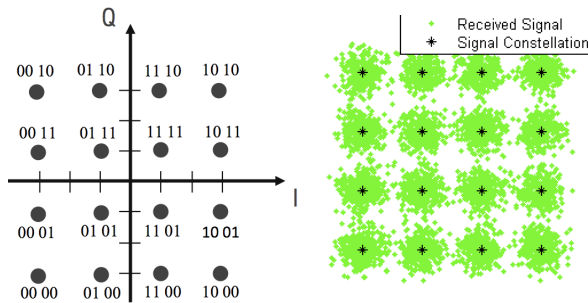 Q
00 10 01 10 11 10 10 10
00 11 01 11 11 11 10 11
I
00 01 01 01 11 01 10 01
00 00 01 00 11 00 10 00
Received Signal
Signal Constellation